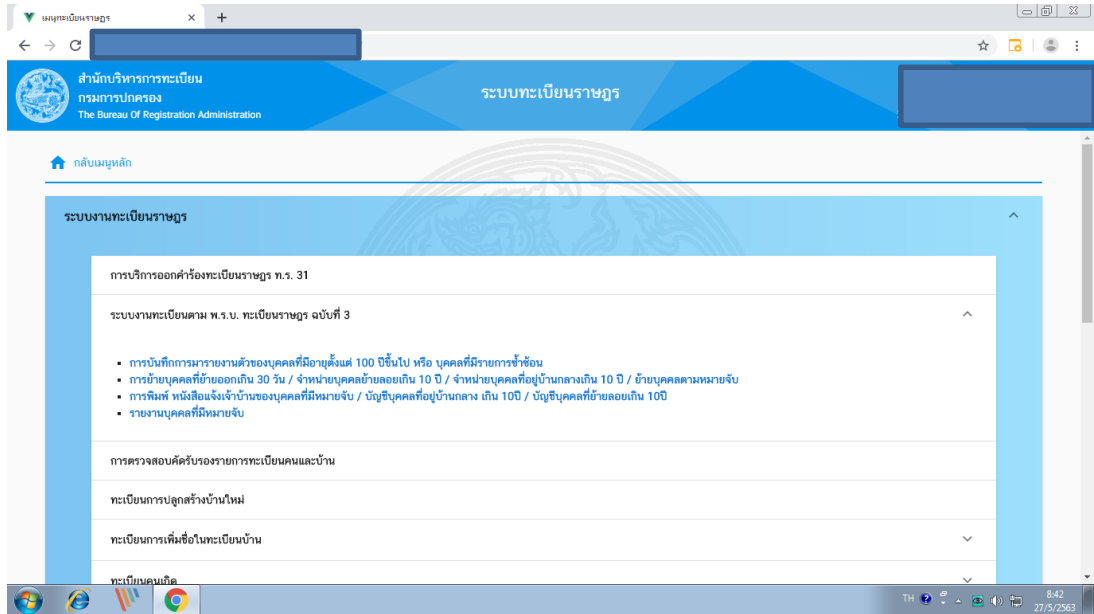 เมนูทะเบียนราษฎร
สำนักบริหารการทะเบียน
กรมการปกครอง
The Bureau Of Registration Administration
ระบบทะเบียนราษฎร
กลับเมนูหลัก
ระบบงานทะเบียนราษฎร
การบริการออกคำร้องทะเบียนราษฎร ท.ร. 31
ระบบงานทะเบียนตาม พ.ร.บ. ทะเบียนราษฎร ฉบับที่ 3
การบันทึกการมารายงานตัวของบุคคลที่มีอายุตั้งแต่ 100 ปีขึ้นไป หรือ บุคคลที่มีรายการซ้ำซ้อน
การย้ายบุคคลที่ย้ายออกเกิน 30 วัน / จำหน่ายบุคคลย้ายลอยเกิน 10 ปี / จำหน่ายบุคคลที่อยู่บ้านกลางเกิน 10 ปี / ย้ายบุคคลตามหมายจับ
การพิมพ์ หนังสือแจ้งเจ้าบ้านของบุคคลที่มีหมายจับ / บัญชีบุคคลที่อยู่บ้านกลาง เกิน 10ปี / บัญชีบุคคลที่ย้ายลอยเกิน 10ปี
รายงานบุคคลที่มีหมายจับ
การตรวจสอบคัดรับรองรายการทะเบียนคนและบ้าน
ทะเบียนการปลูกสร้างบ้านใหม่
ทะเบียนการเพิ่มชื่อในทะเบียนบ้าน
ทะเบียนคนเกิด
TH
8:42
27/5/2563